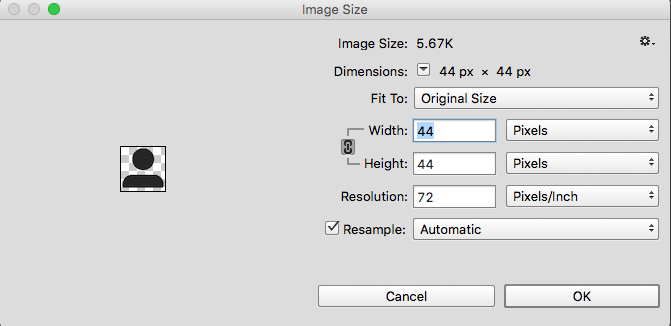 Image Size
Image Size: 5.67K
Dimensions: 44 px × 44 px
Fit To: Original Size
Width: 44 Pixels
Height: 44 Pixels
Resolution: 72 Pixels/Inch
Resample: Automatic
Cancel OK